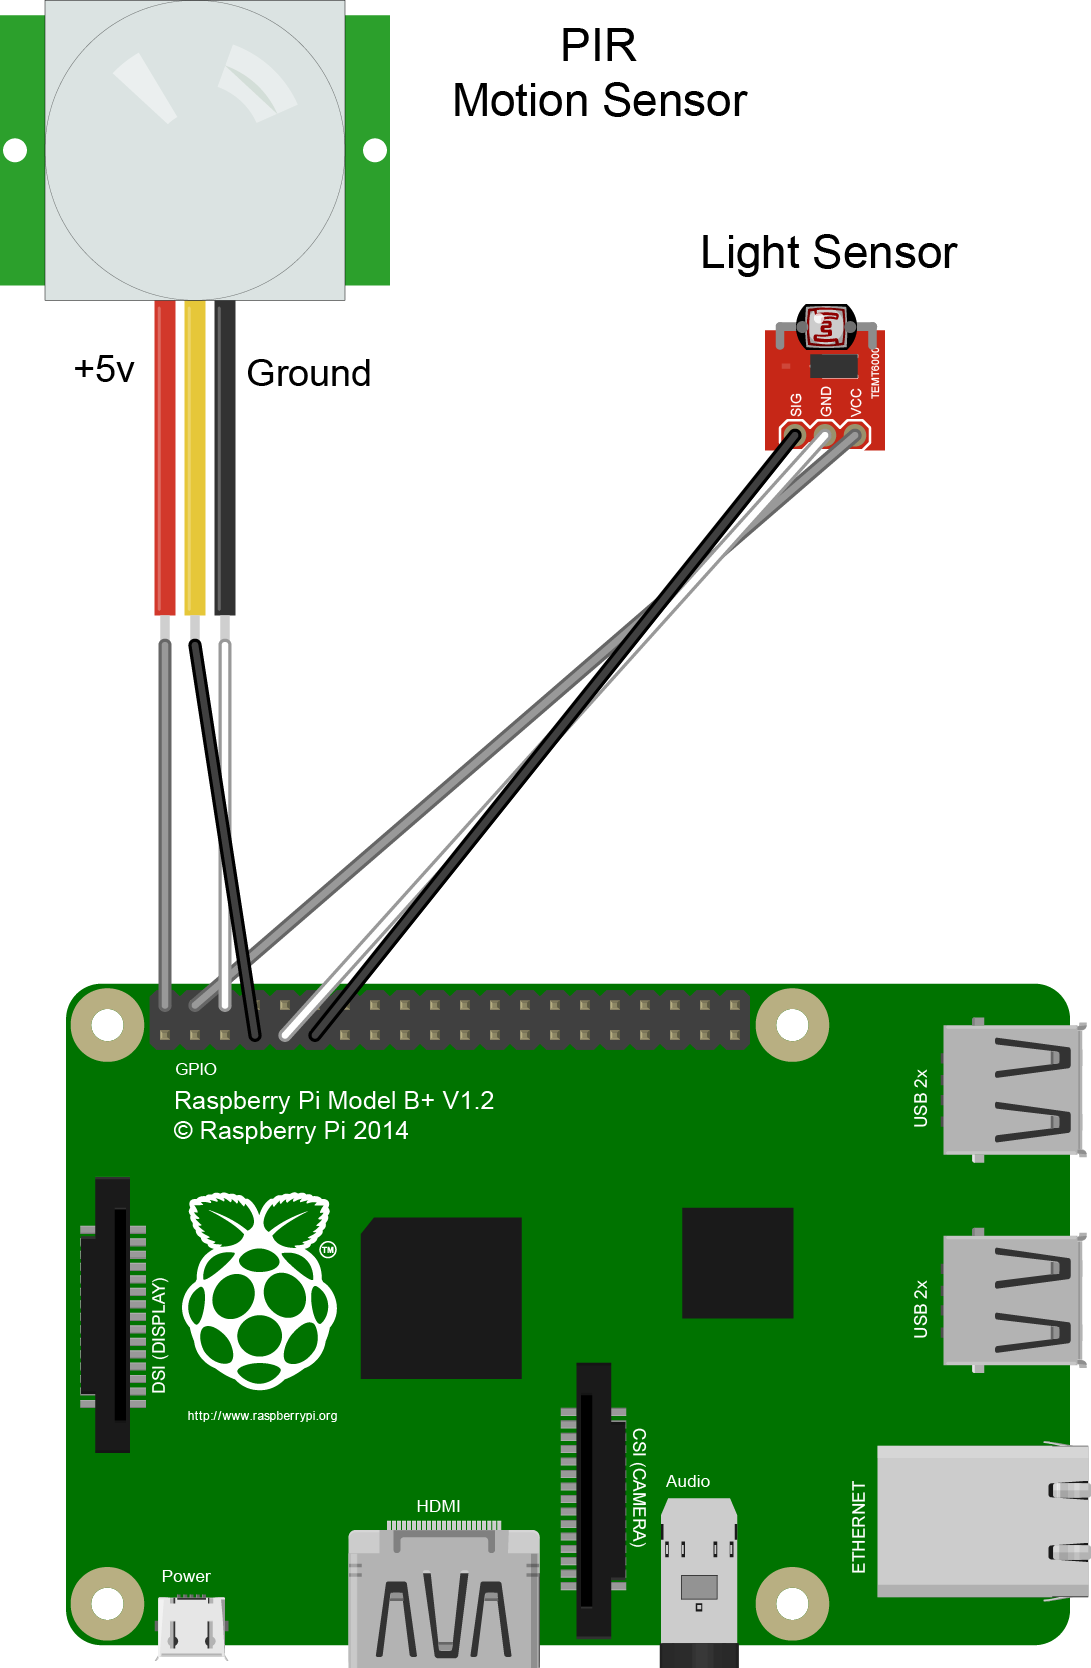 PIR
Motion Sensor
Light Sensor
+5v
Ground
TEMT6000
SIG
GND
VCC
GPIO
Raspberry Pi Model B+ V1.2
© Raspberry Pi 2014
USB 2x
TM
USB 2x
DSI (DISPLAY)
http://www.raspberrypi.org
CSI (CAMERA)
Audio
ETHERNET
HDMI
Power